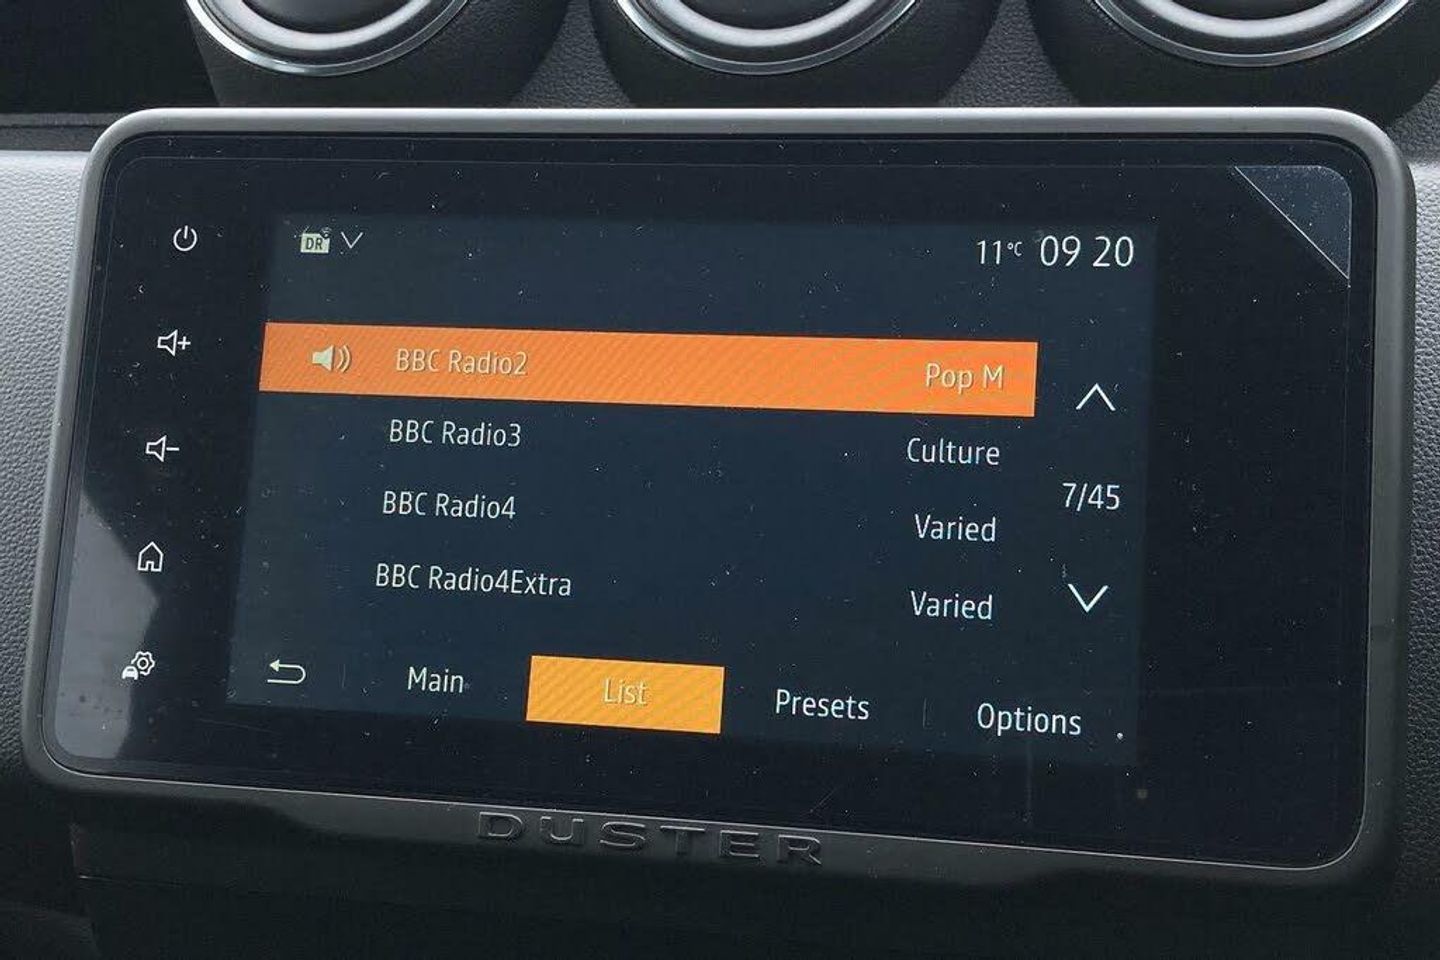 DR 11°C 09 20
BBC Radio2 Pop M
BBC Radio3 Culture
7/45
BBC Radio4 Varied
BBC Radio4Extra Varied
Main List Presets Options
DUSTER